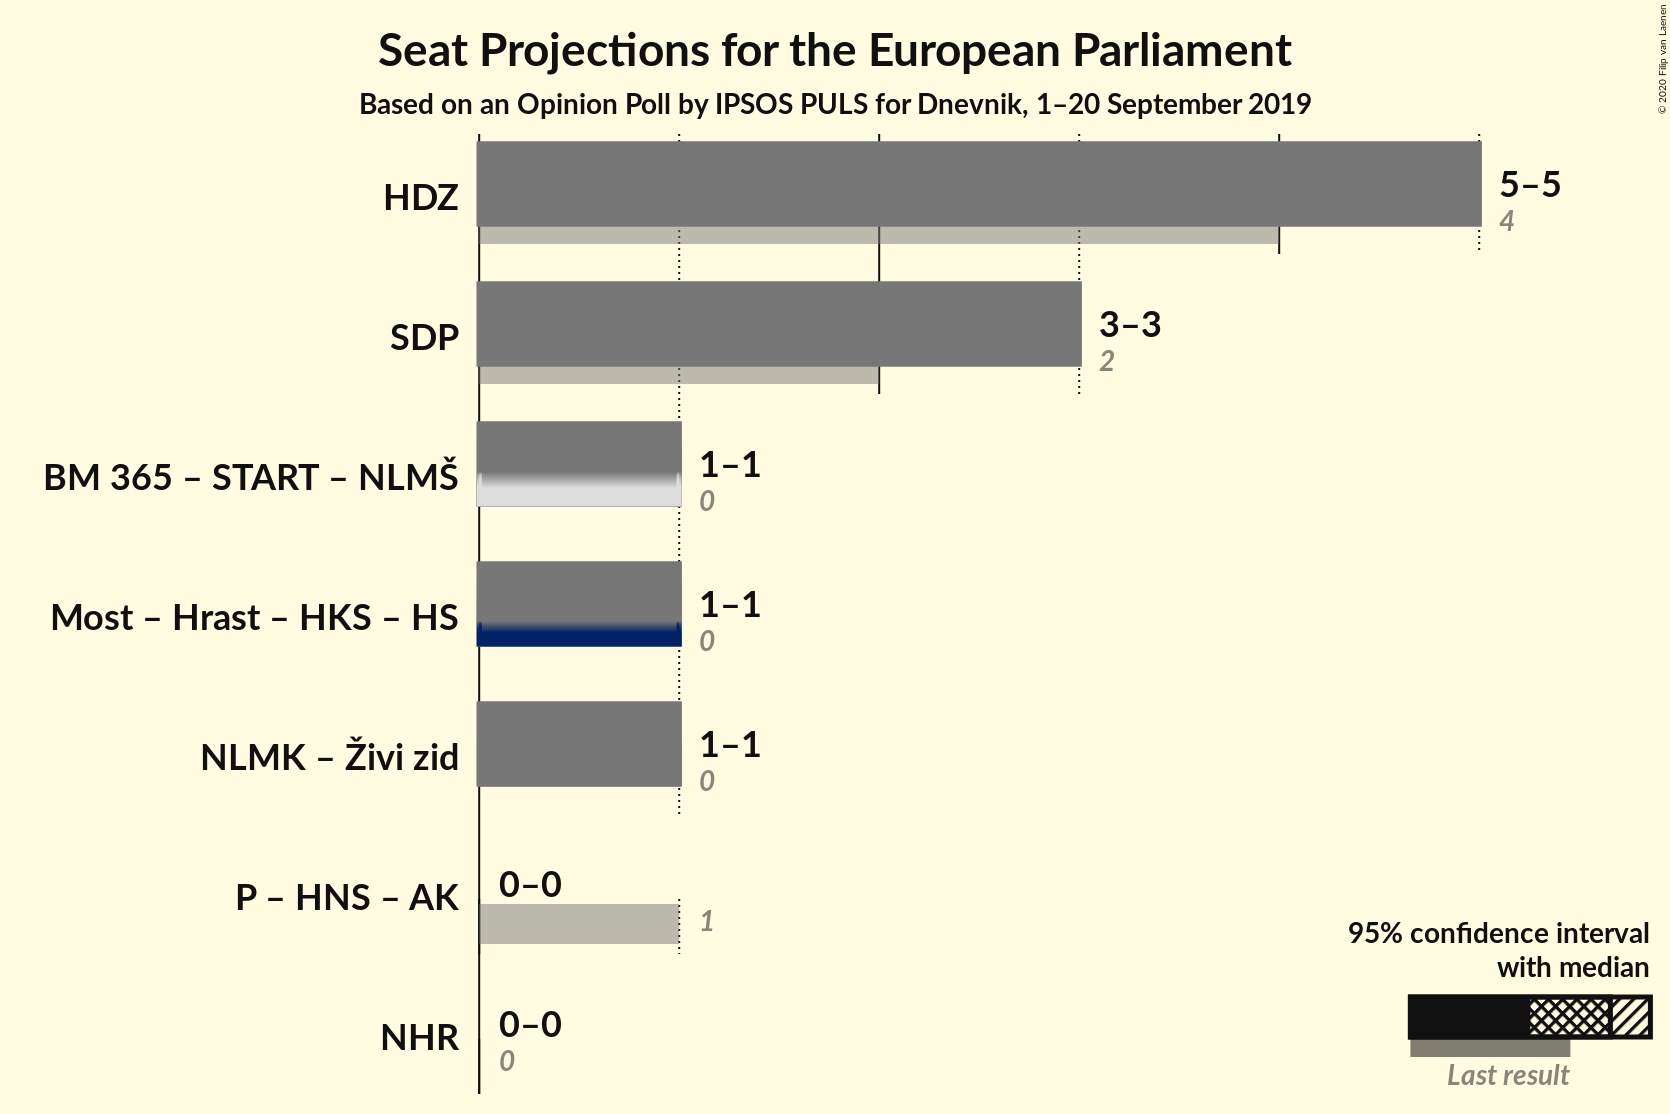 Seat Projections for the European Parliament
Based on an Opinion Poll by IPSOS PULS for Dnevnik, 1–20 September 2019
© 2020 Filip van Laenen
HDZ
5–5
4
SDP
3–3
2
BM 365 – START – NLMŠ
1–1
0
Most – Hrast – HKS – HS
1–1
0
NLMK – Živi zid
1–1
0
P – HNS – AK
0–0
1
NHR
0–0
0
95% confidence interval
with median
Last result